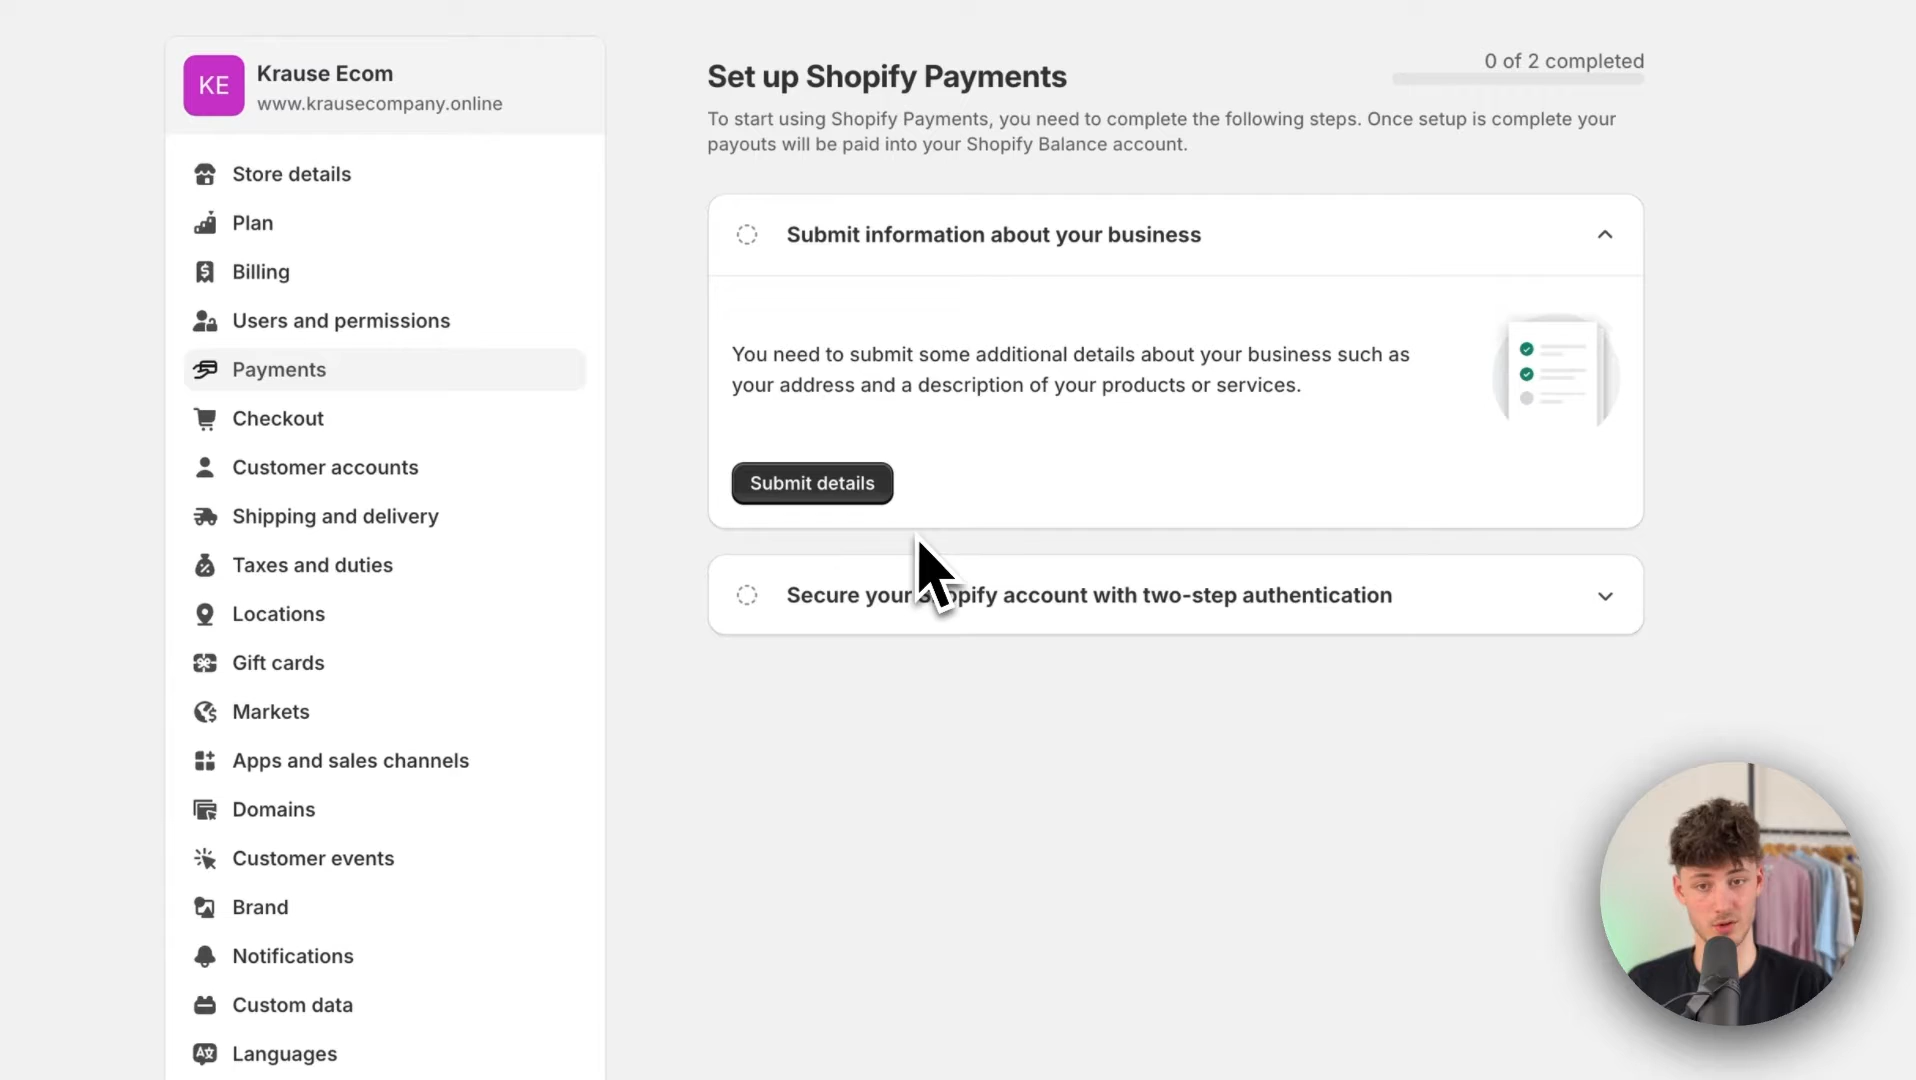 KE
Krause Ecom
www.krausecompany.online
Store details
Plan
Billing
Users and permissions
Payments
Checkout
Customer accounts
Shipping and delivery
Taxes and duties
Locations
Gift cards
Markets
Apps and sales channels
Domains
Customer events
Brand
Notifications
Custom data
Languages
Set up Shopify Payments
0 of 2 completed
To start using Shopify Payments, you need to complete the following steps. Once setup is complete your
payouts will be paid into your Shopify Balance account.
Submit information about your business
You need to submit some additional details about your business such as
your address and a description of your products or services.
Submit details
Secure your Shopify account with two-step authentication